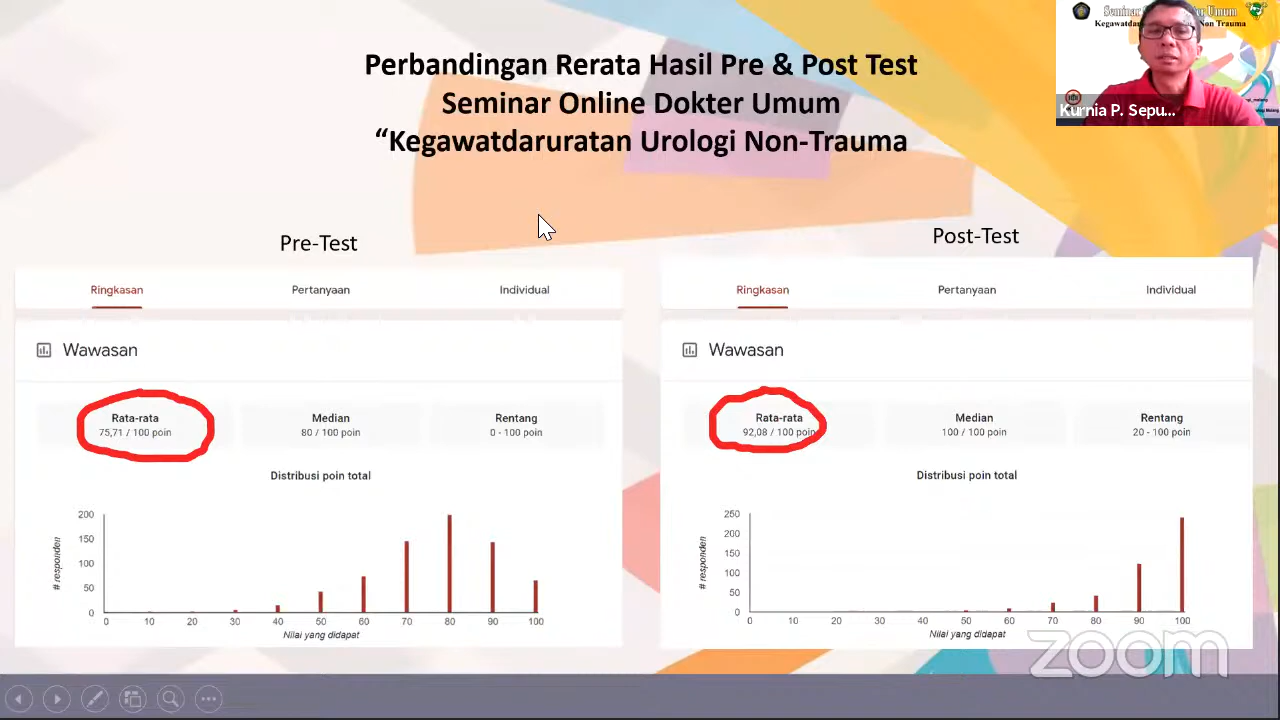 Perbandingan Rerata Hasil Pre & Post Test
Seminar Online Dokter Umum
“Kegawatdaruratan Urologi Non-Trauma
Seminar
Umum
Non Trauma
Kurnia P. Sepu...
Pre-Test
Ringkasan Pertanyaan Individual
Wawasan
Rata-rata Median Rentang
75,71 / 100 poin 80 / 100 poin 0 - 100 poin
Distribusi poin total
# responden
200
150
100
50
0
0 10 20 30 40 50 60 70 80 90 100
Nilai yang didapat
Post-Test
Ringkasan Pertanyaan Individual
Wawasan
Rata-rata Median Rentang
92,08 / 100 poin 100 / 100 poin 20 - 100 poin
Distribusi poin total
# responden
250
200
150
100
50
0
0 10 20 30 40 50 60 70 80 90 100
Nilai yang didapat
zoom